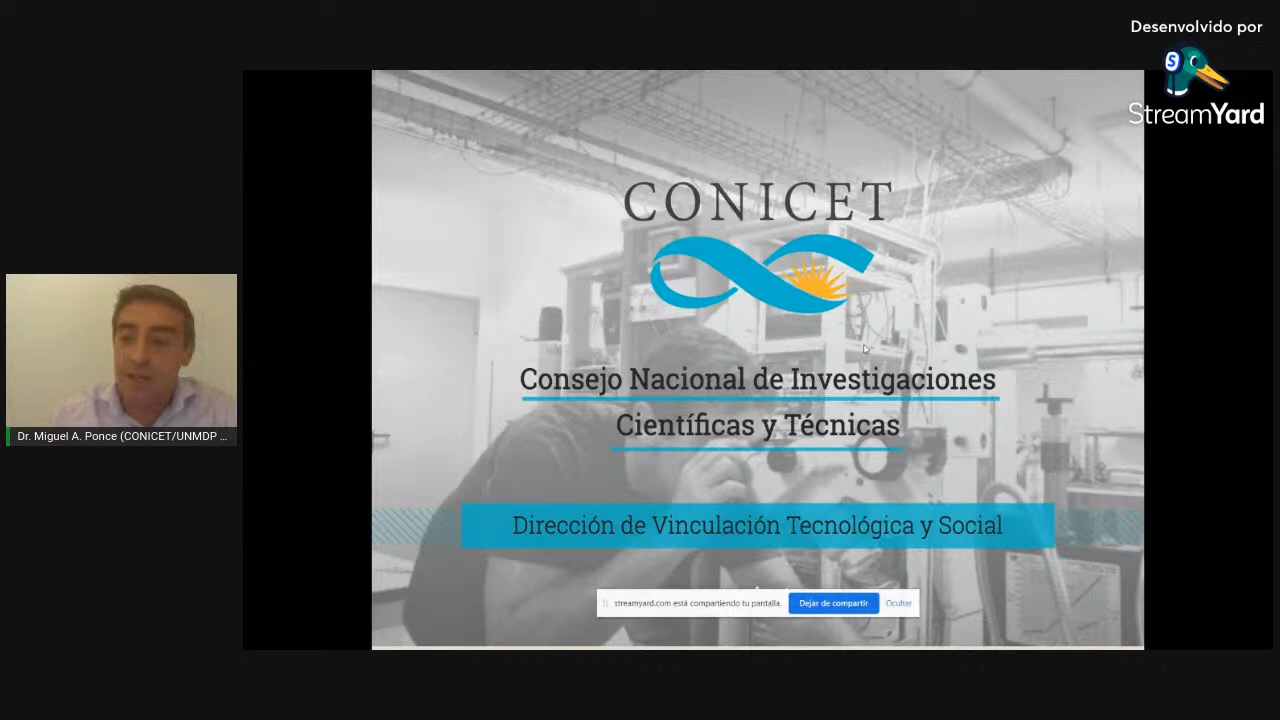 Desenvolvido por
StreamYard
CONICET
Consejo Nacional de Investigaciones
Científicas y Técnicas
Dirección de Vinculación Tecnológica y Social
streamyard.com está compartiendo tu pantalla.
Dejar de compartir
Ocultar
Dr. Miguel A. Ponce (CONICET/UNMDP ...